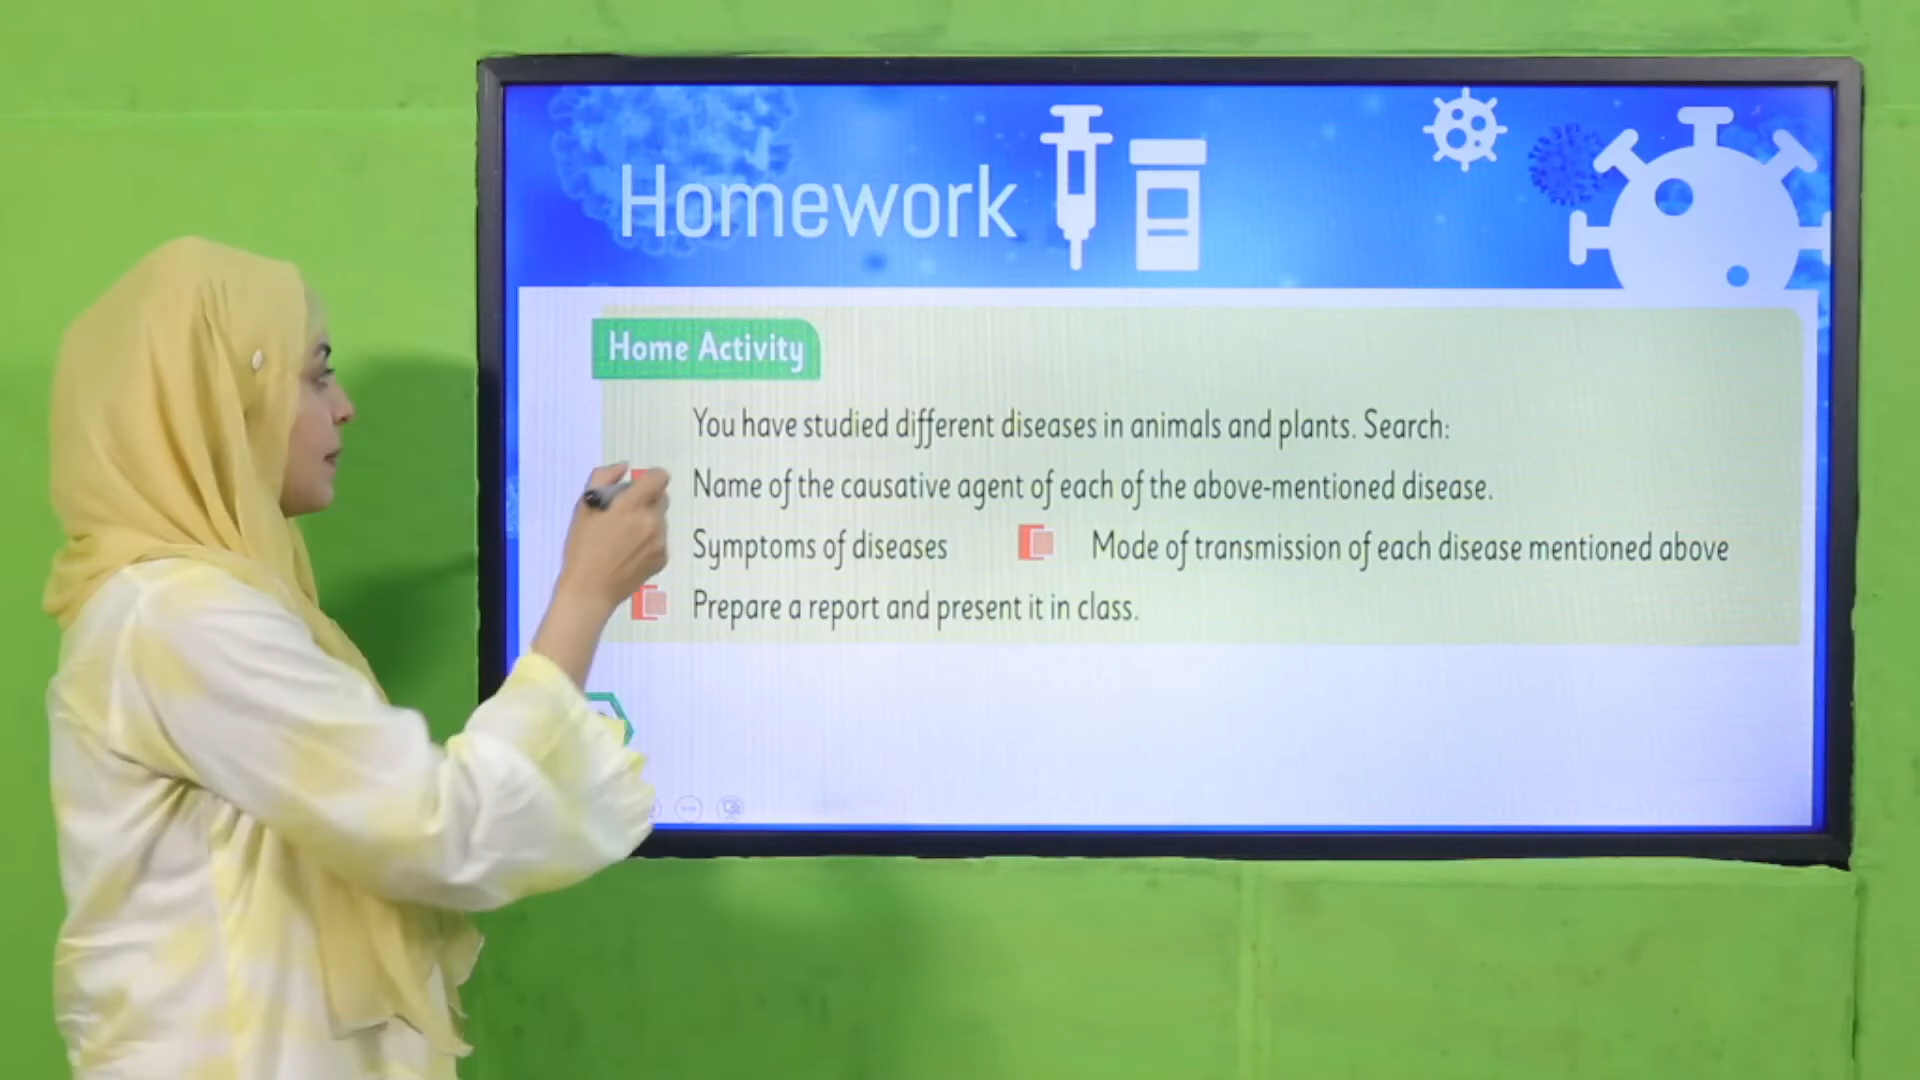 Homework
Home Activity
You have studied different diseases in animals and plants. Search:
Name of the causative agent of each of the above-mentioned disease.
Symptoms of diseases Mode of transmission of each disease mentioned above
Prepare a report and present it in class.